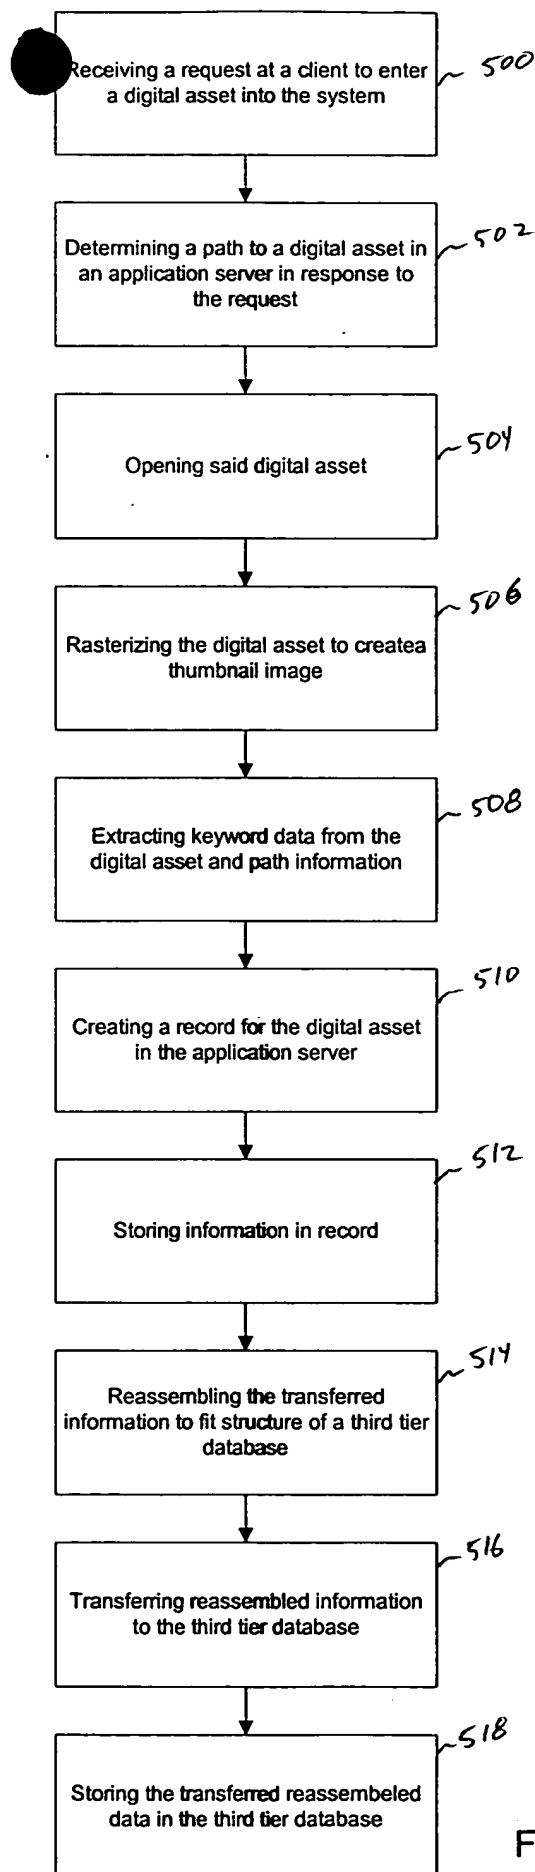 Receiving a request at a client to enter
a digital asset into the system
500
Determining a path to a digital asset in
an application server in response to
the request
502
Opening said digital asset
504
Rasterizing the digital asset to createa
thumbnail image
506
Extracting keyword data from the
digital asset and path information
508
Creating a record for the digital asset
in the application server
510
Storing information in record
512
Reassembling the transferred
information to fit structure of a third tier
database
514
Transferring reassembled information
to the third tier database
516
Storing the transferred reassembeled
data in the third tier database
518
F